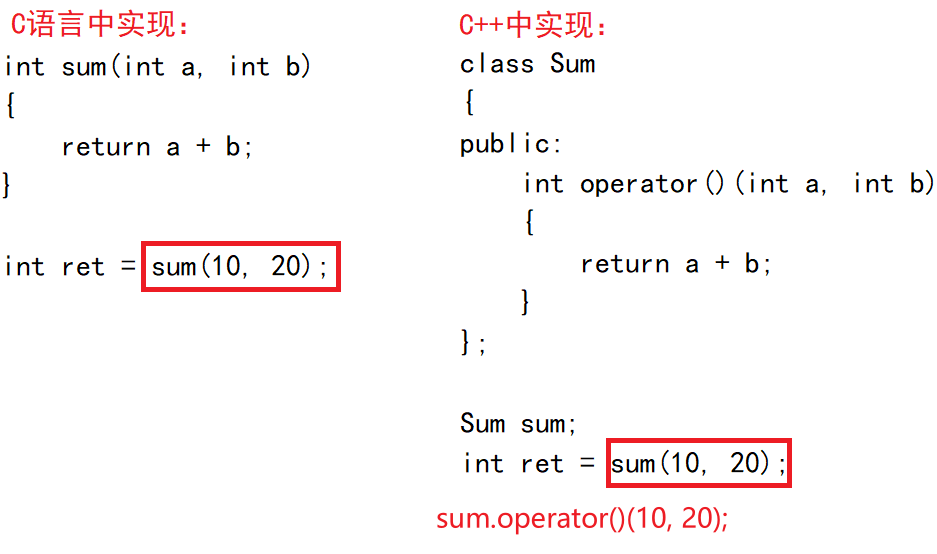 C语言中实现：
int sum(int a, int b)
{
    return a + b;
}
int ret = sum(10, 20);
C++中实现：
class Sum
{
public:
    int operator()(int a, int b)
    {
        return a + b;
    }
};
Sum sum;
int ret = sum(10, 20);
sum.operator()(10, 20);